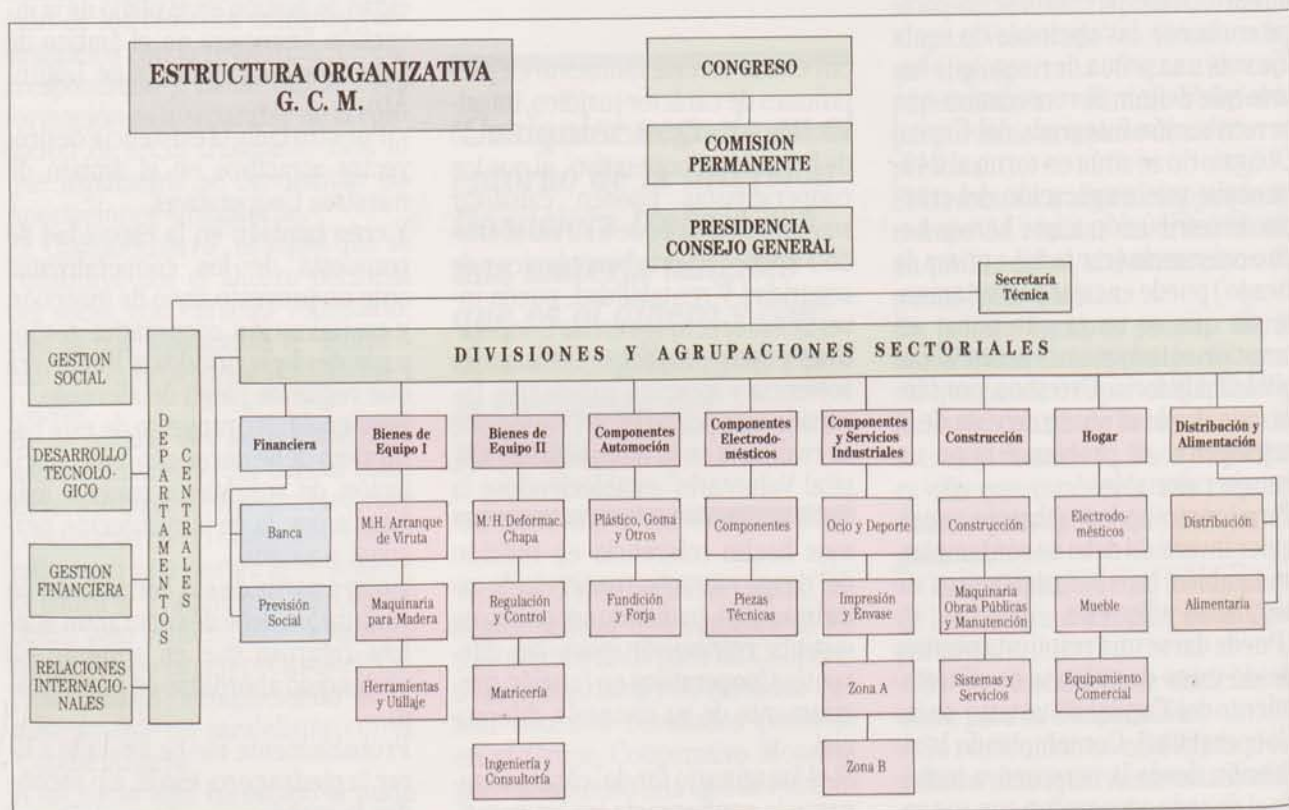 ESTRUCTURA ORGANIZATIVA
G. C. M.
CONGRESO
COMISION
PERMANENTE
PRESIDENCIA
CONSEJO GENERAL
Secretaría
Técnica
DIVISIONES Y AGRUPACIONES SECTORIALES
GESTION
SOCIAL
DESARROLLO
TECNOLO-
GICO
GESTION
FINANCIERA
RELACIONES
INTERNACIO-
NALES
DEPARTAMENTOS
CENTRALES
Financiera
Banca
Previsión
Social
Bienes de
Equipo I
M.H. Arranque
de Viruta
Maquinaria
para Madera
Herramientas
y Utillaje
Bienes de
Equipo II
M.H. Deformac.
Chapa
Regulación
y Control
Matricería
Ingeniería y
Consultoría
Componentes
Automoción
Plástico, Goma
y Otros
Fundición
y Forja
Componentes
Electrodo-
mésticos
Componentes
Piezas
Técnicas
Componentes
y Servicios
Industriales
Ocio y Deporte
Impresión
y Envase
Zona A
Zona B
Construcción
Construcción
Maquinaria
Obras Públicas
y Manutención
Sistemas y
Servicios
Hogar
Electrodo-
mésticos
Mueble
Equipamiento
Comercial
Distribución y
Alimentación
Distribución
Alimentaria